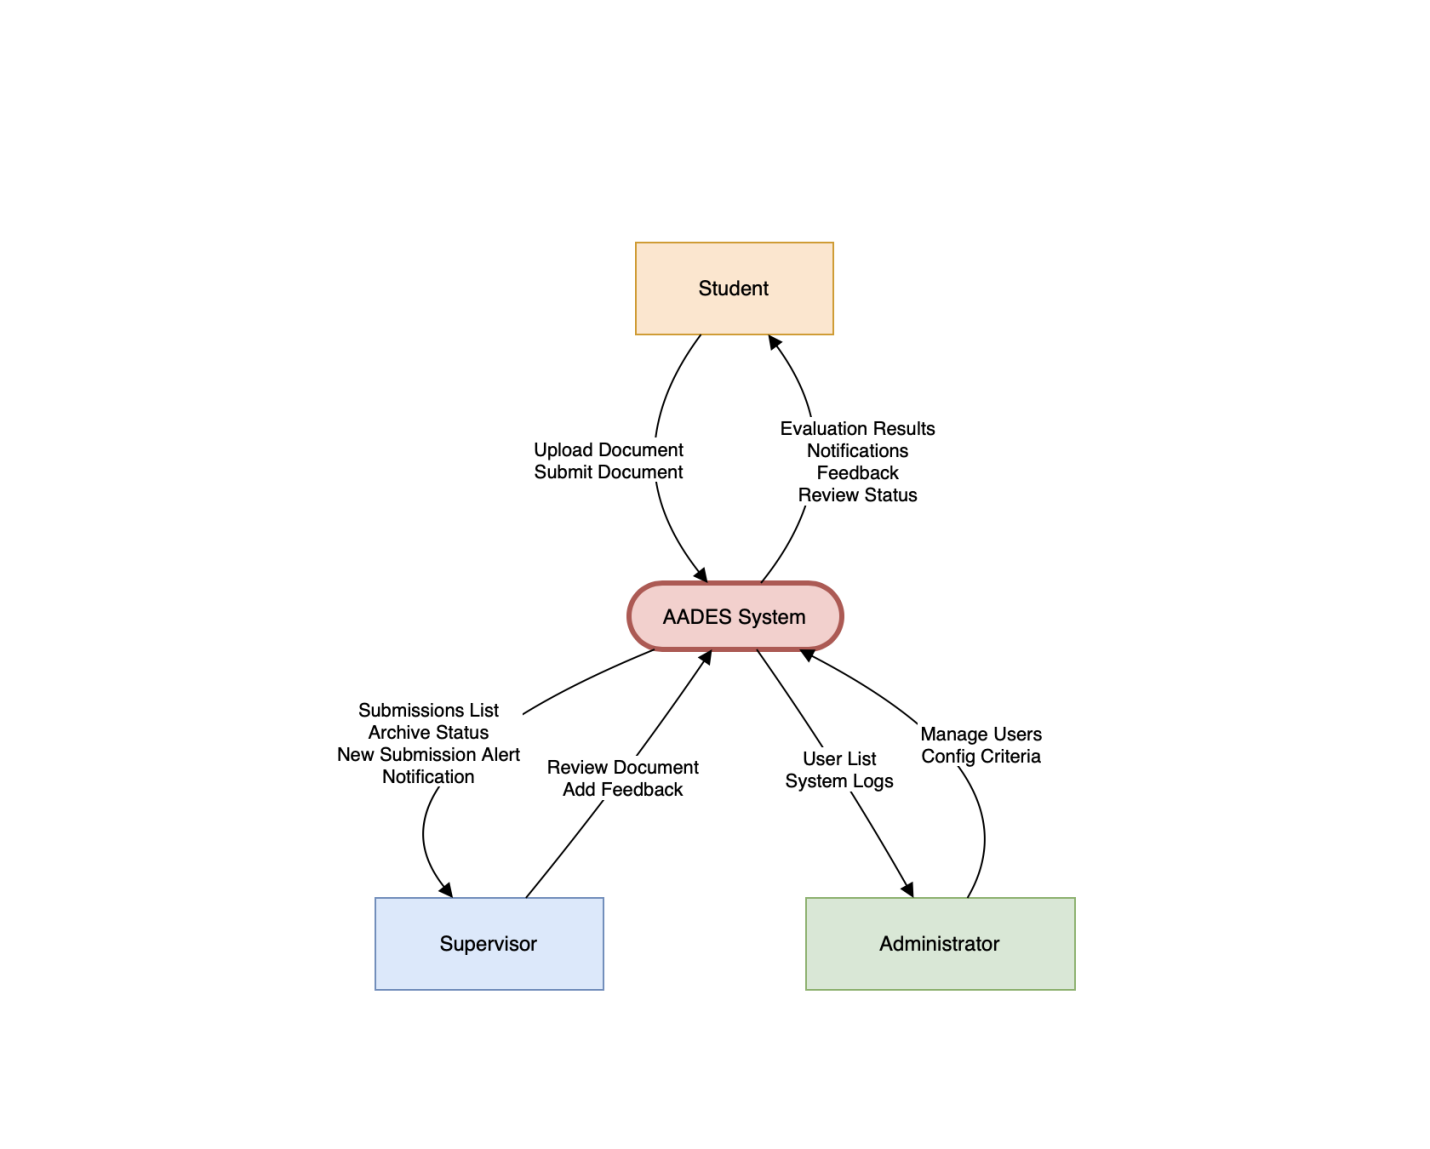 Student
Upload Document
Submit Document
Evaluation Results
Notifications
Feedback
Review Status
AADES System
Submissions List
Archive Status
New Submission Alert
Notification
Review Document
Add Feedback
User List
System Logs
Manage Users
Config Criteria
Supervisor
Administrator